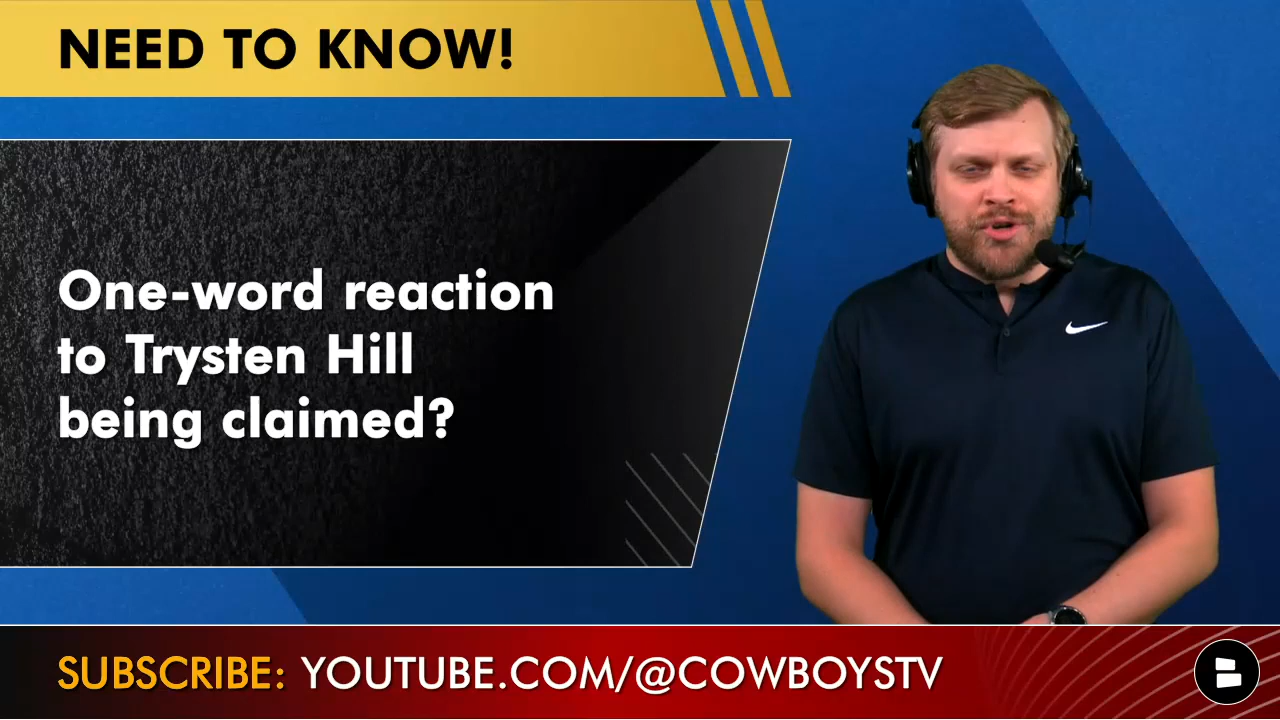 NEED TO KNOW!
One-word reaction
to Trysten Hill
being claimed?
SUBSCRIBE: YOUTUBE.COM/@COWBOYSTV